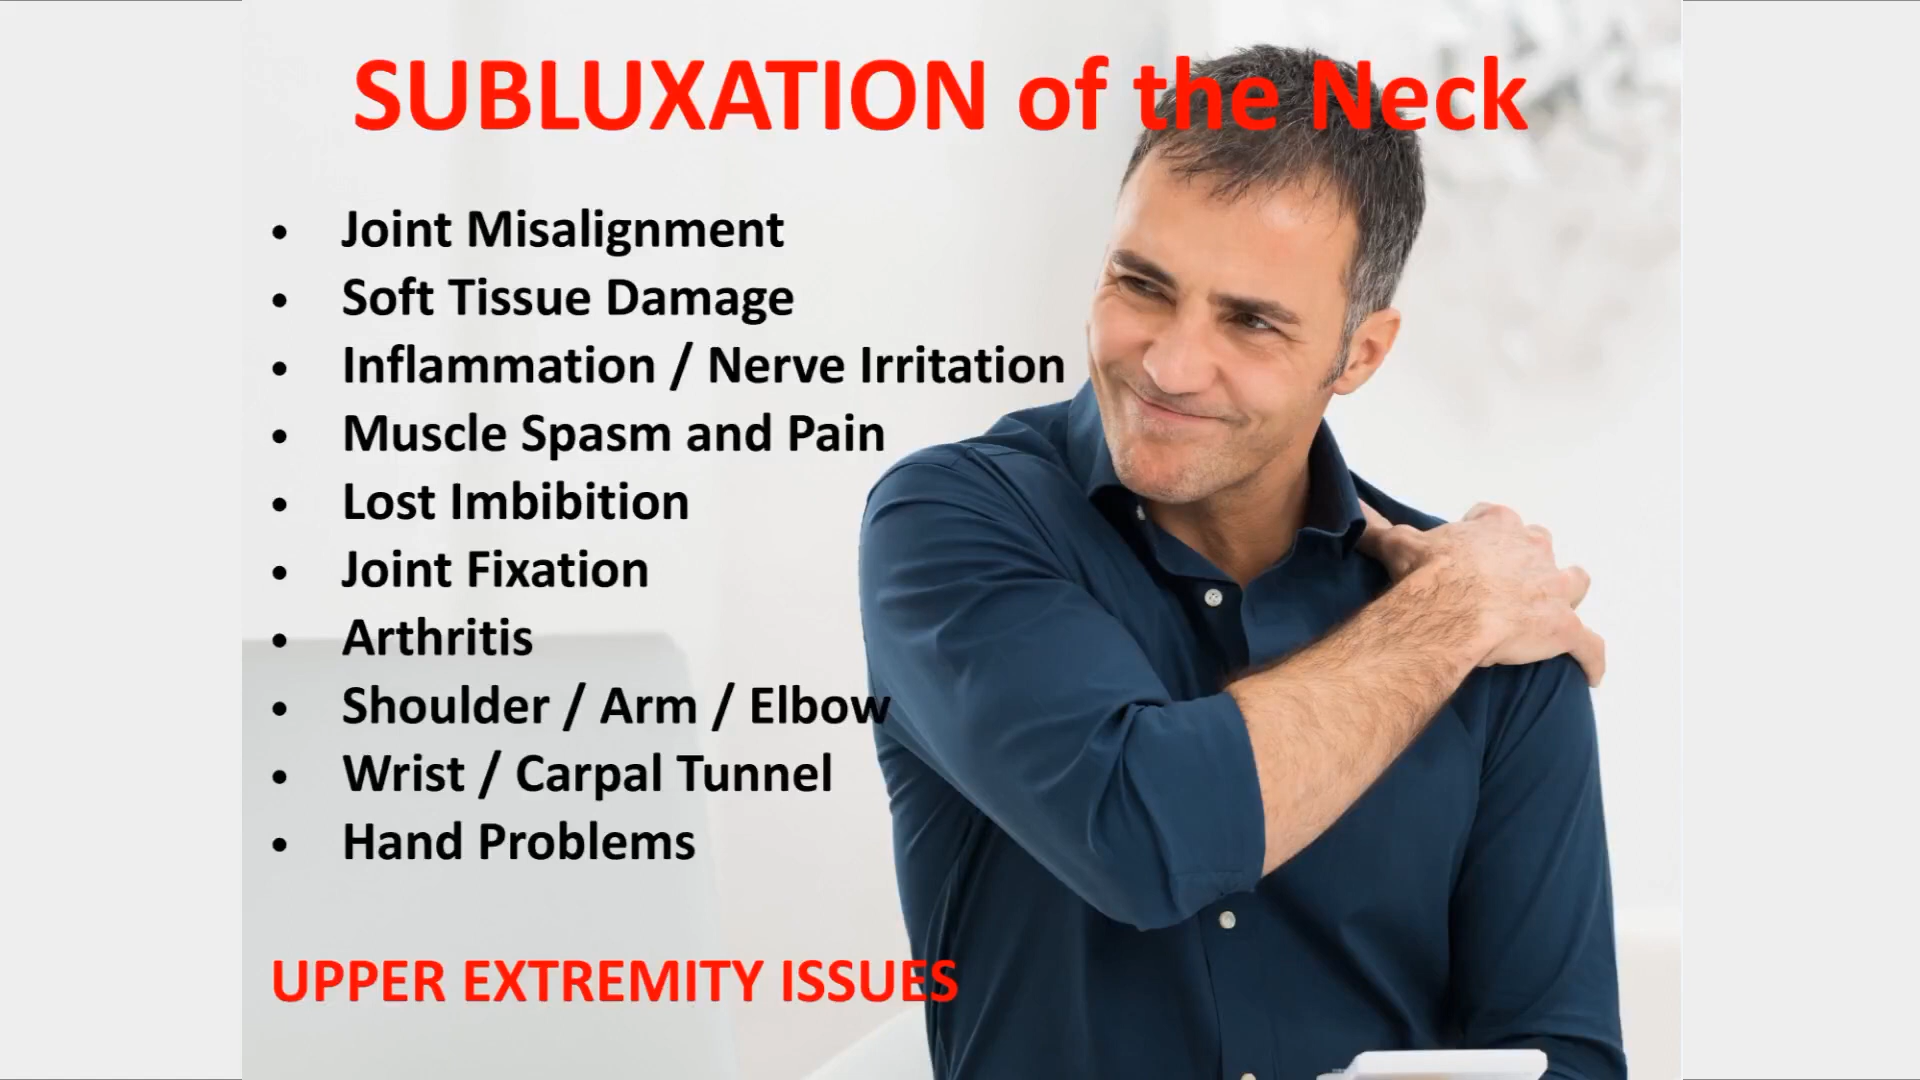 SUBLUXATION of the Neck
• Joint Misalignment
• Soft Tissue Damage
• Inflammation / Nerve Irritation
• Muscle Spasm and Pain
• Lost Imbibition
• Joint Fixation
• Arthritis
• Shoulder / Arm / Elbow
• Wrist / Carpal Tunnel
• Hand Problems
UPPER EXTREMITY ISSUES